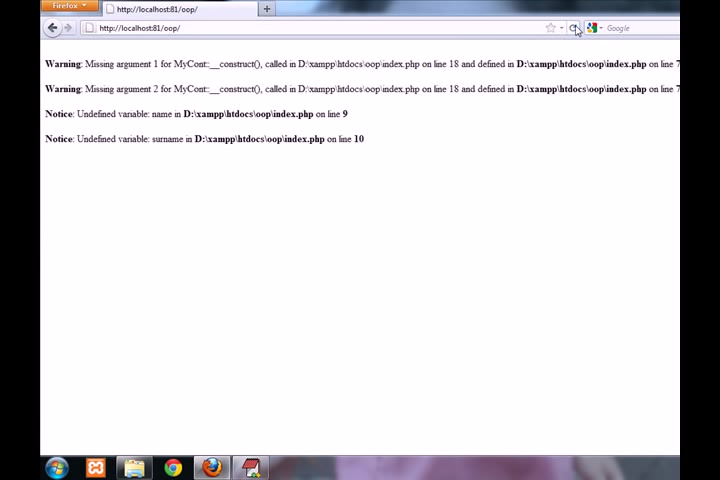 Firefox
http://localhost:81/oop/
http://localhost:81/oop/
Google
Warning: Missing argument 1 for MyCont::__construct(), called in D:\xampp\htdocs\oop\index.php on line 18 and defined in D:\xampp\htdocs\oop\index.php on line 7
Warning: Missing argument 2 for MyCont::__construct(), called in D:\xampp\htdocs\oop\index.php on line 18 and defined in D:\xampp\htdocs\oop\index.php on line 7
Notice: Undefined variable: name in D:\xampp\htdocs\oop\index.php on line 9
Notice: Undefined variable: surname in D:\xampp\htdocs\oop\index.php on line 10